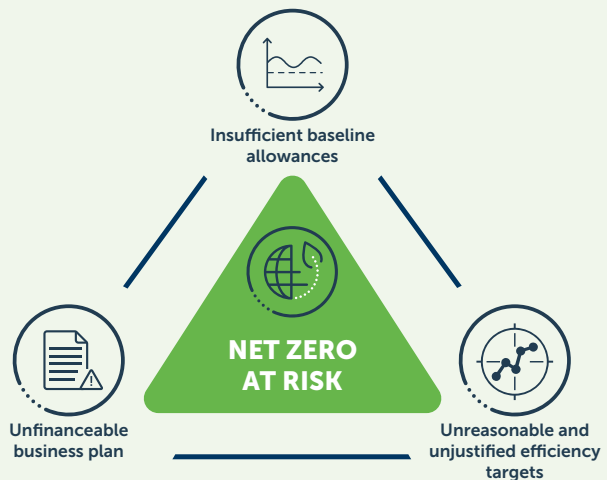 Insufficient baseline
allowances
NET ZERO
AT RISK
Unfinanceable
business plan
Unreasonable and
unjustified efficiency
targets